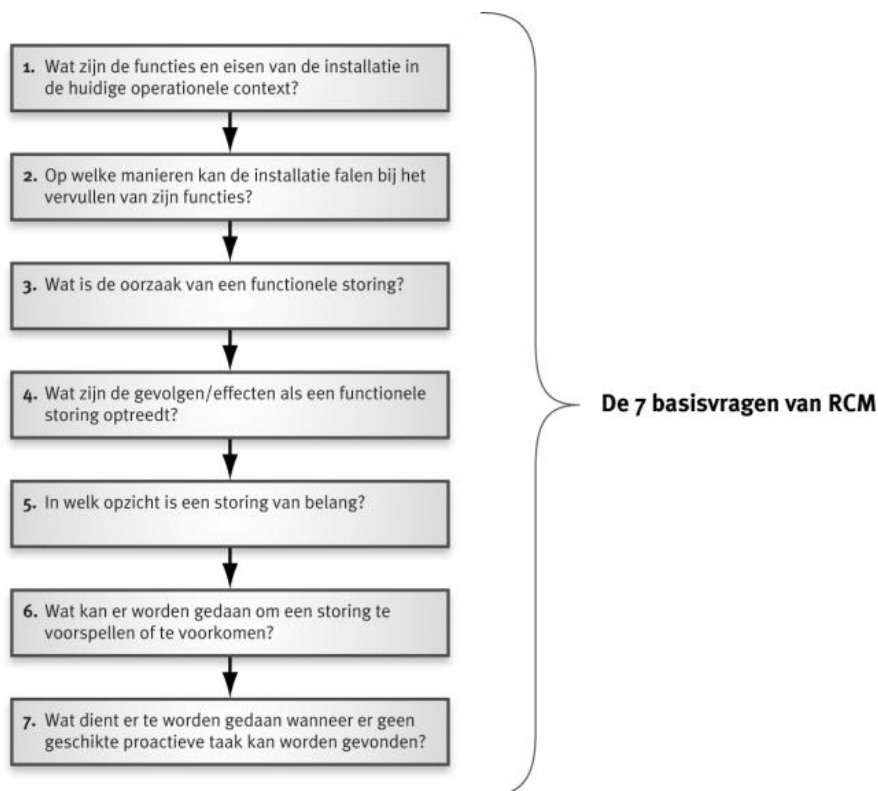 1. Wat zijn de functies en eisen van de installatie in
de huidige operationele context?
2. Op welke manieren kan de installatie falen bij het
vervullen van zijn functies?
3. Wat is de oorzaak van een functionele storing?
4. Wat zijn de gevolgen/effecten als een functionele
storing optreedt?
5. In welk opzicht is een storing van belang?
6. Wat kan er worden gedaan om een storing te
voorspellen of te voorkomen?
7. Wat dient er te worden gedaan wanneer er geen
geschikte proactieve taak kan worden gevonden?
De 7 basisvragen van RCM